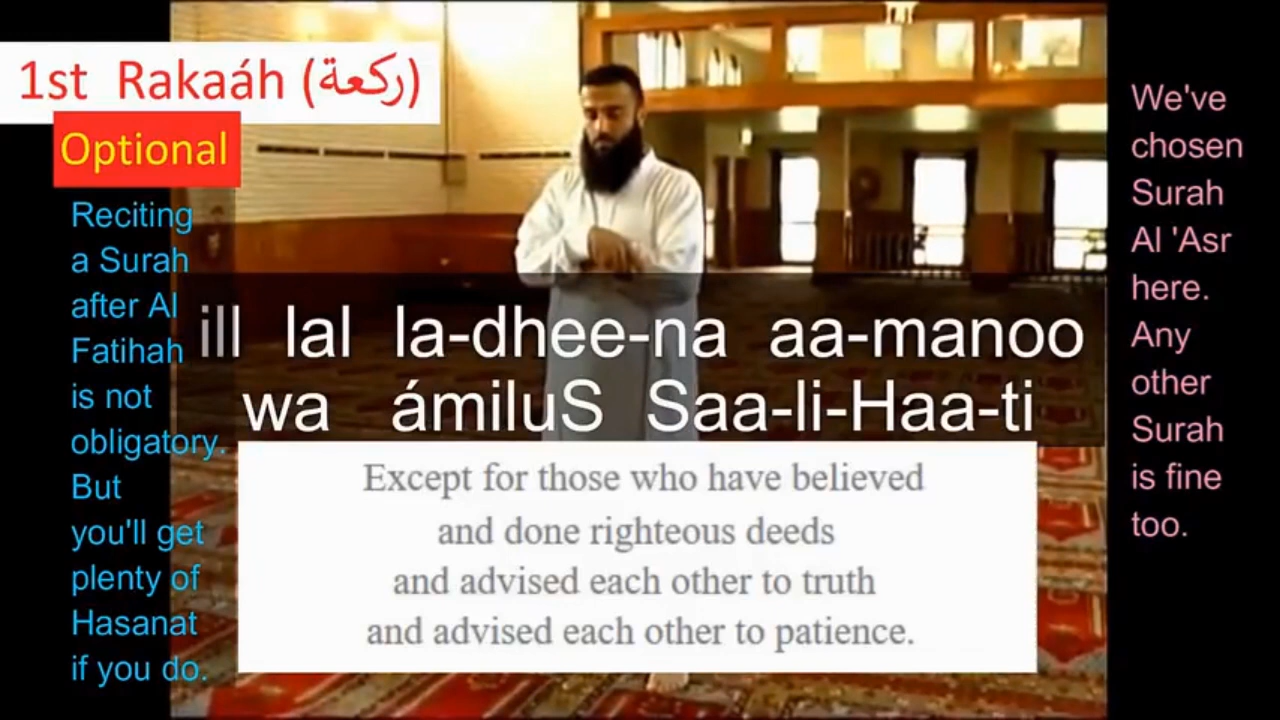 1st Rakaáh (ركعة)
Optional
Reciting
a Surah
after Al
Fatihah
is not
obligatory.
But
you'll get
plenty of
Hasanat
if you do.
ill lal la-dhee-na aa-manoo
wa ámiluS Saa-li-Haa-ti
Except for those who have believed
and done righteous deeds
and advised each other to truth
and advised each other to patience.
We've
chosen
Surah
Al 'Asr
here.
Any
other
Surah
is fine
too.